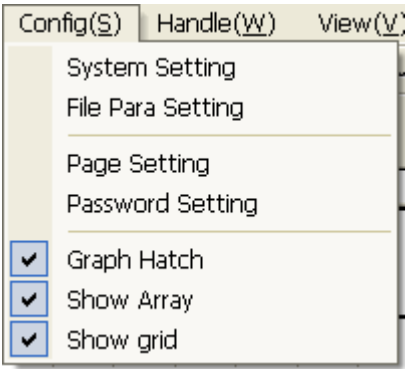 Config(S) Handle(W) View(V)
System Setting
File Para Setting
Page Setting
Password Setting
Graph Hatch
Show Array
Show grid